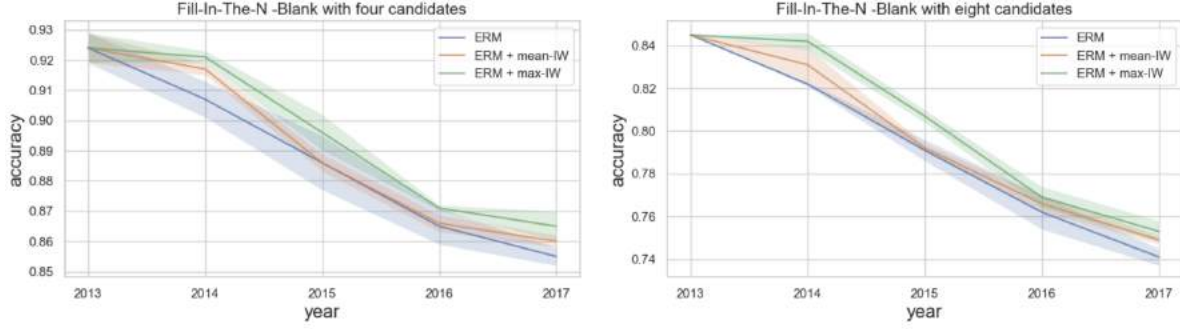 Fill-In-The-N -Blank with four candidates
0.93
0.92
0.91
0.90
0.89
0.88
0.87
0.86
0.85
accuracy
ERM
ERM + mean-IW
ERM + max-IW
2013 2014 2015 2016 2017
year
Fill-In-The-N -Blank with eight candidates
0.84
0.82
0.80
0.78
0.76
0.74
accuracy
ERM
ERM + mean-IW
ERM + max-IW
2013 2014 2015 2016 2017
year